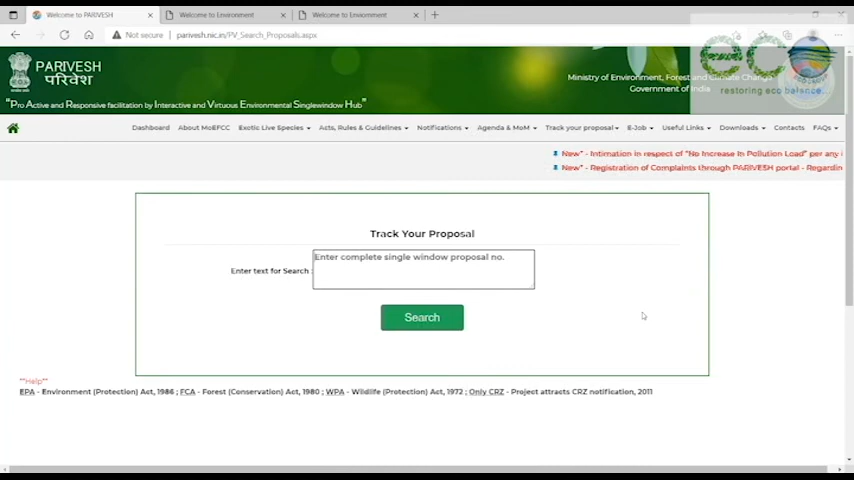 Welcome to PARIVESH
Welcome to Environment
Welcome to Environment
Not secure
parivesh.nic.in/PV_Search_Proposals.aspx
PARIVESH
परिवेश
"Pro Active and Responsive facilitation by Interactive and Virtuous Environmental Singlewindow Hub"
Ministry of Environment, Forest and Climate Change
Government of India
eco
restoring eco balance...
Dashboard About MoEFCC Exotic Live Species Acts, Rules & Guidelines Notifications Agenda & MoM Track your proposal E-Job Useful Links Downloads Contacts FAQs
New" - Intimation in respect of "No Increase In Pollution Load" per any i
New" - Registration of Complaints through PARIVESH portal - Regardin
Track Your Proposal
Enter text for Search :
Enter complete single window proposal no.
Search
**Help**
EPA - Environment (Protection) Act, 1986 ; FCA - Forest (Conservation) Act, 1980 ; WPA - Wildlife (Protection) Act, 1972 ; Only CRZ - Project attracts CRZ notification, 2011